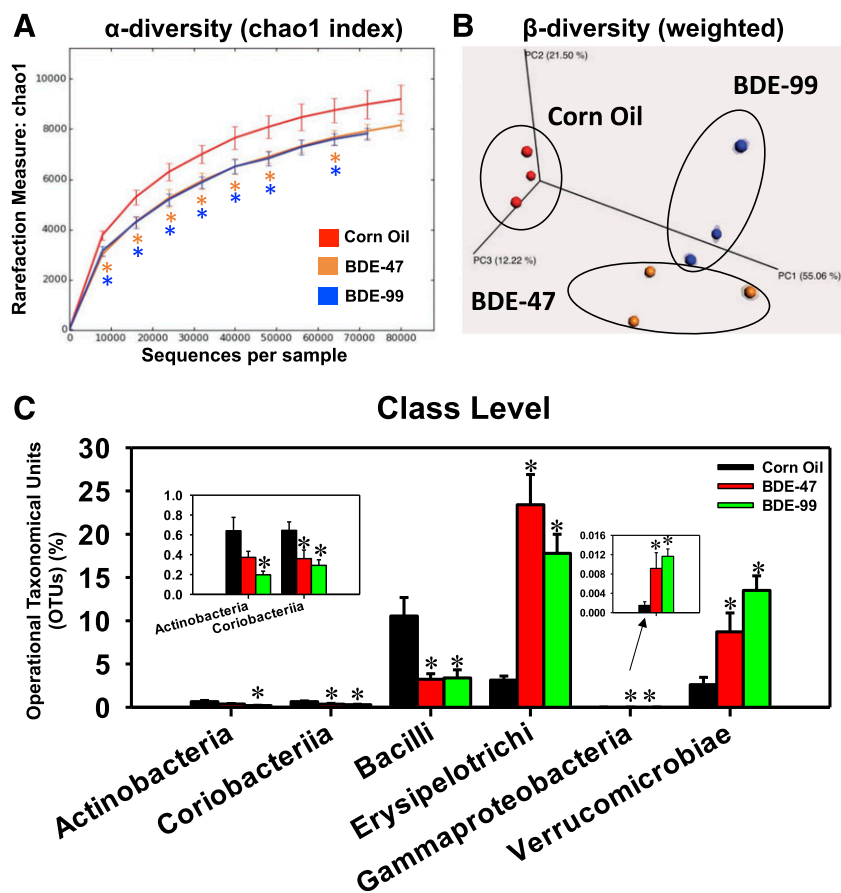 A
α-diversity (chao1 index)
Rarefaction Measure: chao1
10000
8000
6000
4000
2000
0
* * * * * * *
* * * * * * *
Corn Oil
BDE-47
BDE-99
0 10000 20000 30000 40000 50000 60000 70000 80000
Sequences per sample
B
β-diversity (weighted)
PC2 (21.50 %)
BDE-99
Corn Oil
PC3 (12.22 %)
PC1 (55.06 %)
BDE-47
C
Class Level
Operational Taxonomical Units
(OTUs) (%)
30
25
20
15
10
5
0
1.0
0.8
0.6
0.4
0.2
0.0
* * *
Actinobacteria
Coriobacteriia
Corn Oil
BDE-47
BDE-99
0.016
0.012
0.008
0.004
0.000
* *
* * * * * * * * * * *
Actinobacteria
Coriobacteriia
Bacilli
Erysipelotrichi
Gammaproteobacteria
Verrucomicrobiae